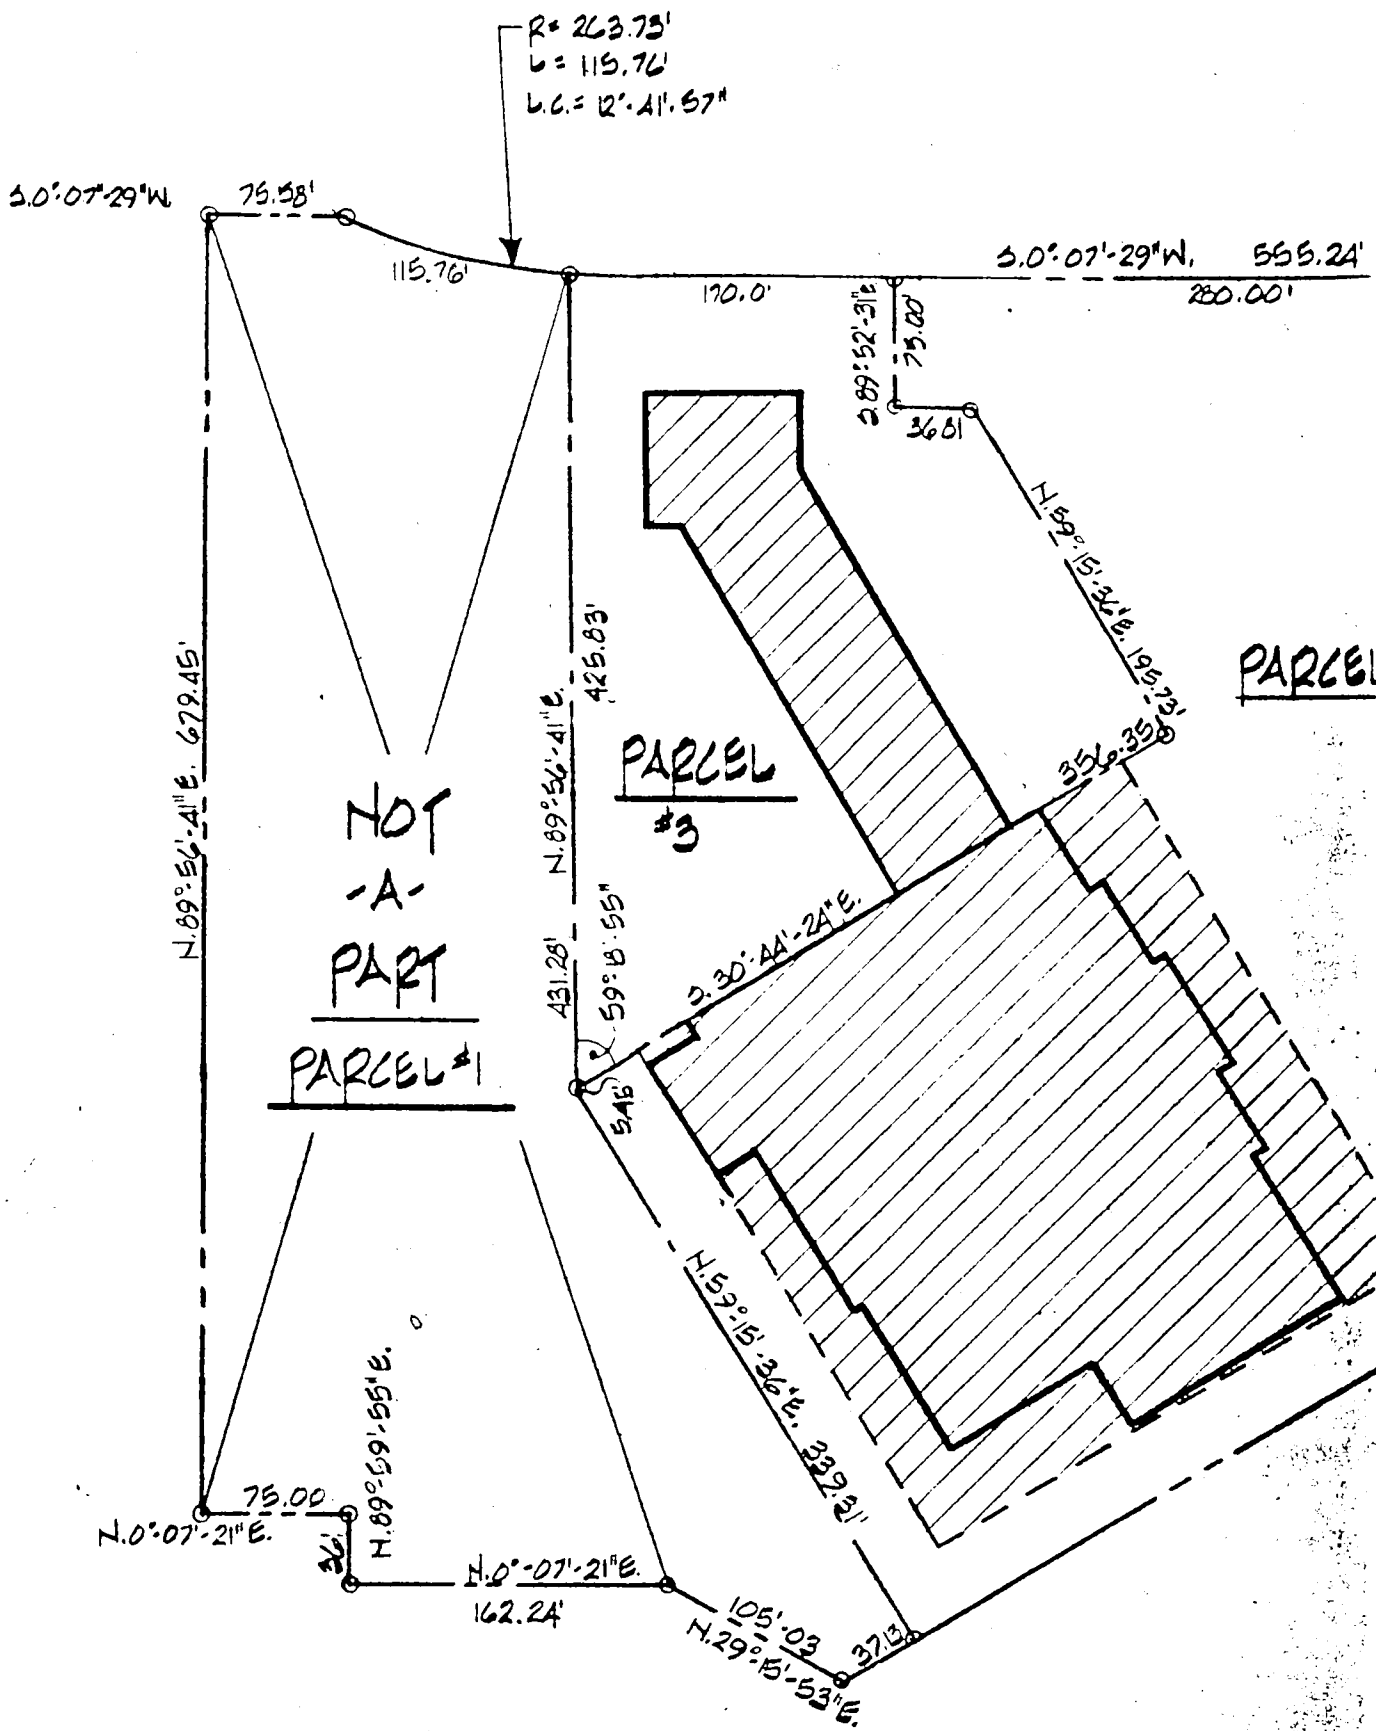 R= 263.73'
L= 115.76'
L.C.= 12°-41'-57"
S.0°-07"-29"W.
75.58'
115.76'
S.0°-07'-29"W. 555.24'
170.0'
280.00'
S.89°-52'-31"E.
75.00'
36.81
N.59°-15'-36"E. 195.73'
PARCEL
356.35'
N.89°-56'-41"E. 679.45'
N.89°-56'-41"E.
425.83'
431.28'
PARCEL
#3
NOT
-A-
PART
PARCEL #1
59°-18'-55"
S.30°-44'-24"E.
5.45'
N.59°-15'-36"E. 339.31'
75.00
N.0°-07'-21"E.
36'
N.89°-59'-55"E.
N.0°-07'-21"E.
162.24'
105'-03
N.29°-15'-53"E.
37.13